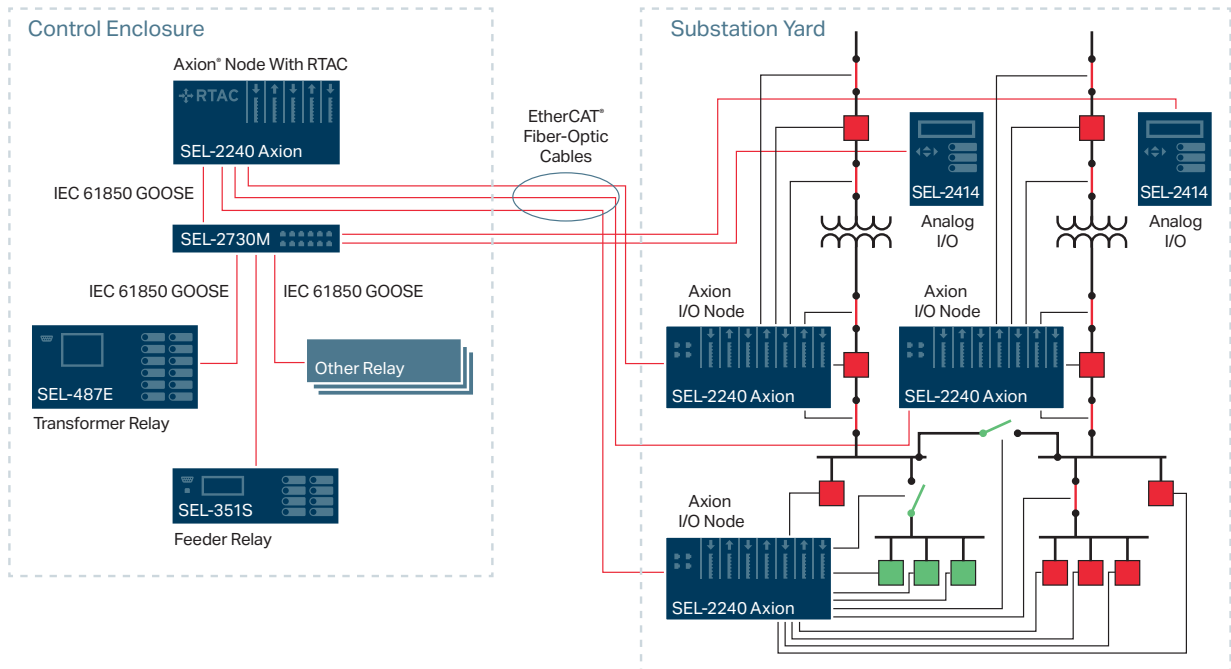 Control Enclosure
Axion® Node With RTAC
RTAC
SEL-2240 Axion
IEC 61850 GOOSE
SEL-2730M
IEC 61850 GOOSE
IEC 61850 GOOSE
SEL-487E
Transformer Relay
Other Relay
SEL-351S
Feeder Relay
EtherCAT®
Fiber-Optic
Cables
Substation Yard
SEL-2414
Analog
I/O
SEL-2414
Analog
I/O
Axion
I/O Node
SEL-2240 Axion
Axion
I/O Node
SEL-2240 Axion
Axion
I/O Node
SEL-2240 Axion